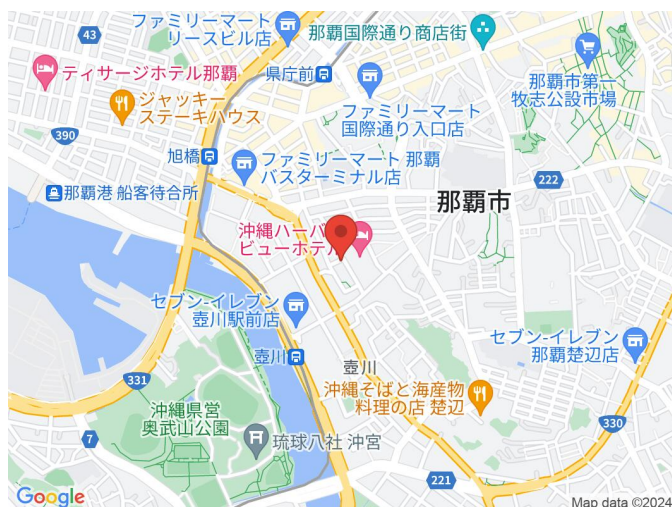 ファミリーマート
リースビル店
那覇国際通り商店街
43
県庁前
ティサージホテル那覇
那覇市第一
牧志公設市場
ジャッキー
ステーキハウス
ファミリーマート
国際通り入口店
390
旭橋
ファミリーマート 那覇
バスターミナル店
222
那覇港 船客待合所
那覇市
沖縄ハーバー
ビューホテル
セブン-イレブン
壺川駅前店
セブン-イレブン
那覇楚辺店
壺川
壺川
331
沖縄そばと海産物
料理の店 楚辺
沖縄県営
奥武山公園
330
7
琉球八社 沖宮
221
Google
Map data ©2024